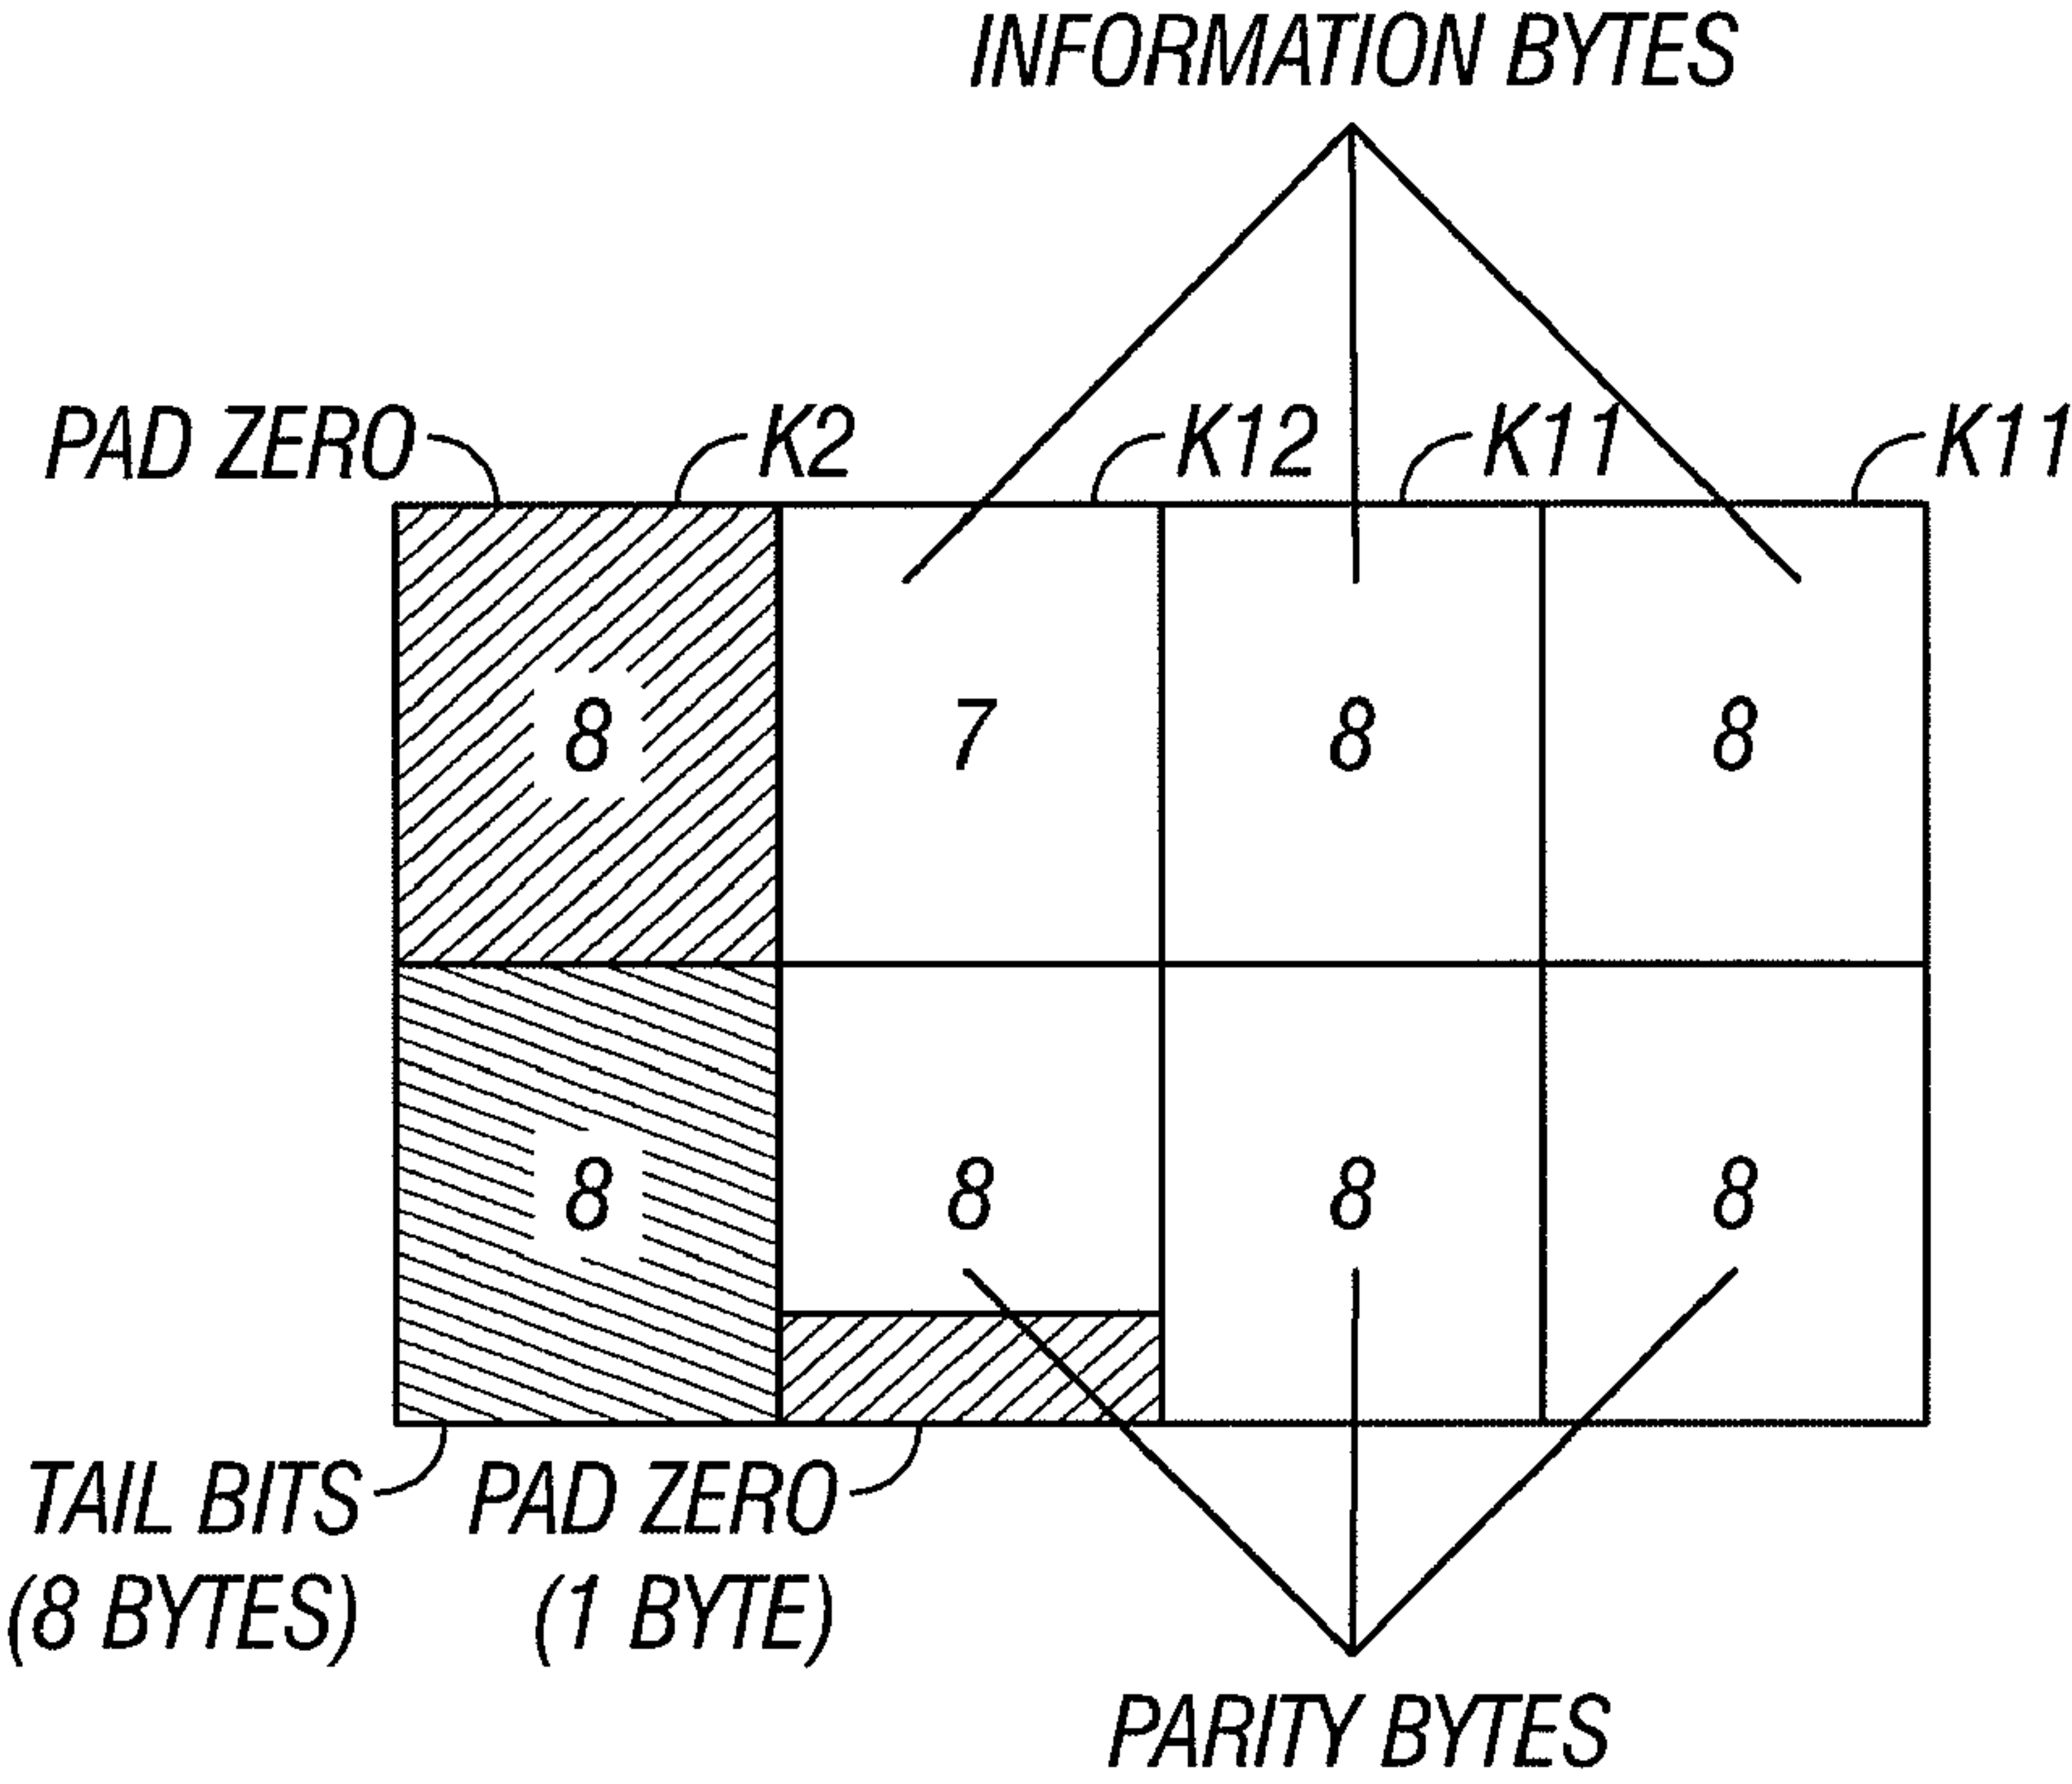 INFORMATION BYTES
PAD ZERO K2 K12 K11 K11
8 7 8 8
8 8 8 8
TAIL BITS PAD ZERO
(8 BYTES) (1 BYTE)
PARITY BYTES